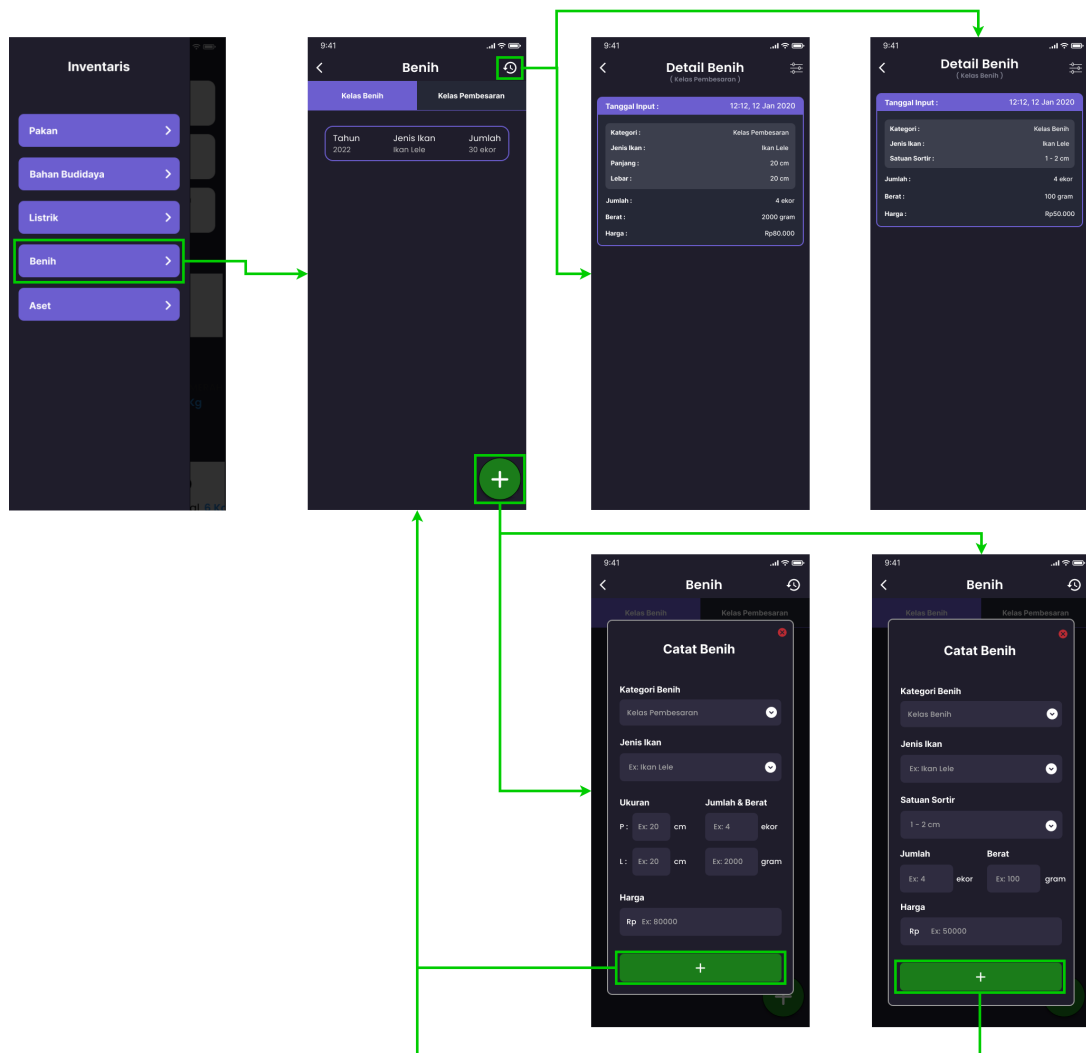 Inventaris
Pakan
Bahan Budidaya
Listrik
Benih
Aset
Kg
9:41
Benih
Kelas Benih Kelas Pembesaran
Tahun Jenis Ikan Jumlah
2022 Ikan Lele 30 ekor
+
9:41
Detail Benih
( Kelas Pembesaran )
Tanggal Input : 12:12, 12 Jan 2020
Kategori : Kelas Pembesaran
Jenis Ikan : Ikan Lele
Panjang : 20 cm
Lebar : 20 cm
Jumlah : 4 ekor
Berat : 2000 gram
Harga : Rp80.000
9:41
Detail Benih
( Kelas Benih )
Tanggal Input : 12:12, 12 Jan 2020
Kategori : Kelas Benih
Jenis Ikan : Ikan Lele
Satuan Sortir : 1 - 2 cm
Jumlah : 4 ekor
Berat : 100 gram
Harga : Rp50.000
9:41
Benih
Kelas Benih Kelas Pembesaran
Catat Benih
Kategori Benih
Kelas Pembesaran
Jenis Ikan
Ex: Ikan Lele
Ukuran Jumlah & Berat
P : Ex: 20 cm Ex: 4 ekor
L : Ex: 20 cm Ex: 2000 gram
Harga
Rp Ex: 80000
+
9:41
Benih
Kelas Benih Kelas Pembesaran
Catat Benih
Kategori Benih
Kelas Benih
Jenis Ikan
Ex: Ikan Lele
Satuan Sortir
1 - 2 cm
Jumlah Berat
Ex: 4 ekor Ex: 100 gram
Harga
Rp Ex: 50000
+